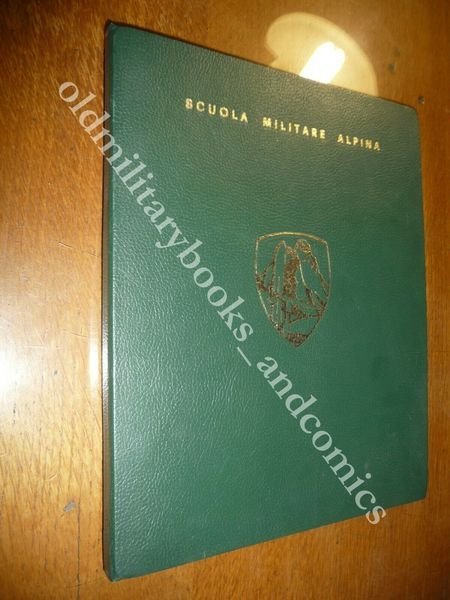 SCUOLA MILITARE ALPINA
oldmilitarybooks_andcomics